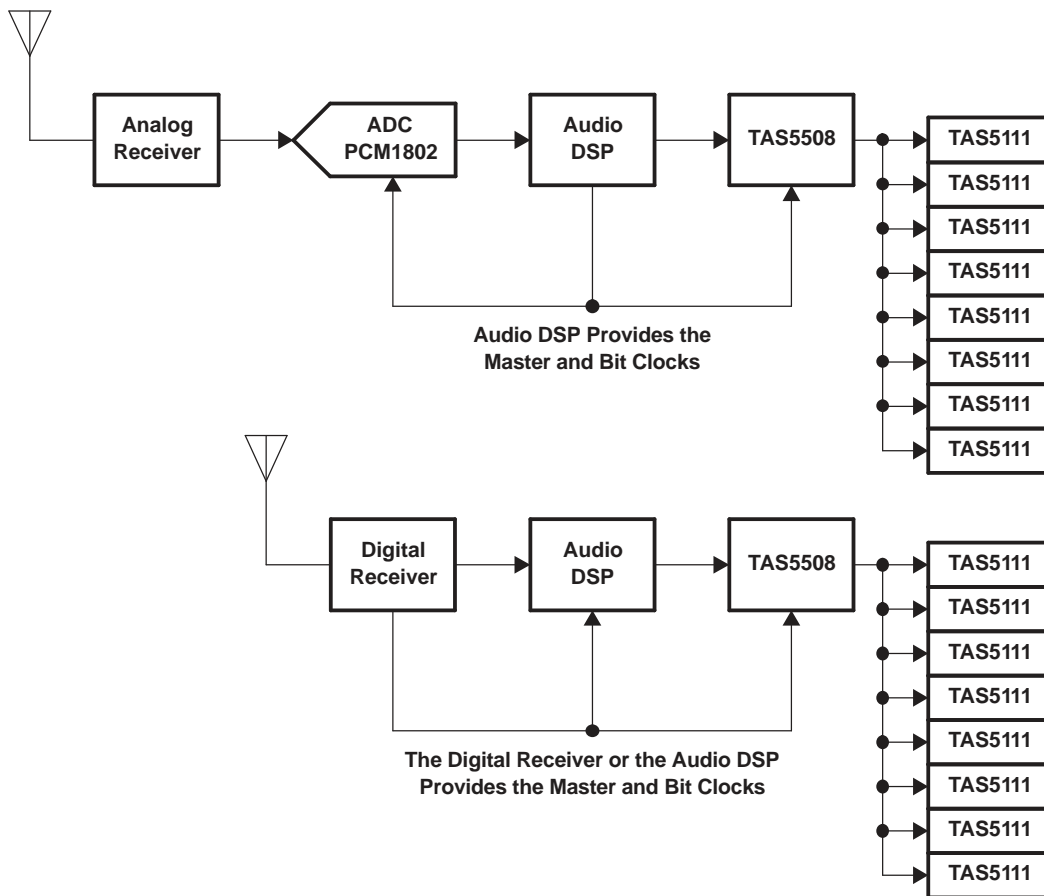 Analog
Receiver
ADC
PCM1802
Audio
DSP
TAS5508
TAS5111
TAS5111
TAS5111
TAS5111
TAS5111
TAS5111
TAS5111
TAS5111
Audio DSP Provides the
Master and Bit Clocks
Digital
Receiver
Audio
DSP
TAS5508
TAS5111
TAS5111
TAS5111
TAS5111
TAS5111
TAS5111
TAS5111
TAS5111
The Digital Receiver or the Audio DSP
Provides the Master and Bit Clocks